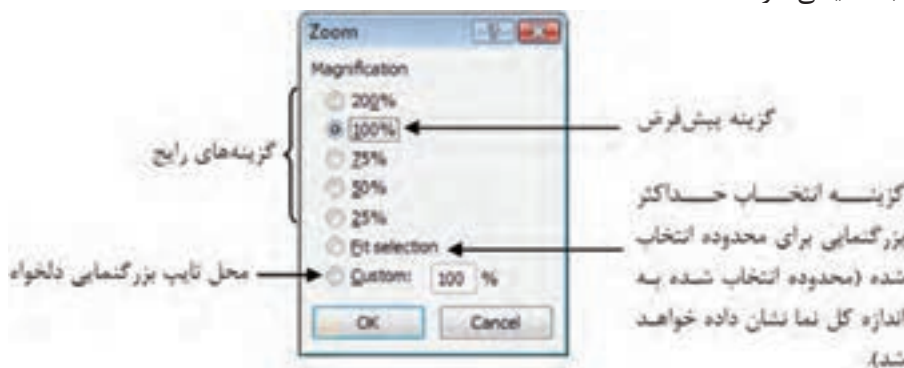 Zoom
Magnification
200%
100%
75%
50%
25%
Fit selection
Custom: 100 %
OK Cancel
گزینه پیش‌فرض
گزینه انتخاب حداکثر
بزرگنمایی برای محدوده انتخاب
شده (محدوده انتخاب شده به
اندازه کل نما نشان داده خواهد
شد).
گزینه‌های رایج
محل تایپ بزرگنمایی دلخواه